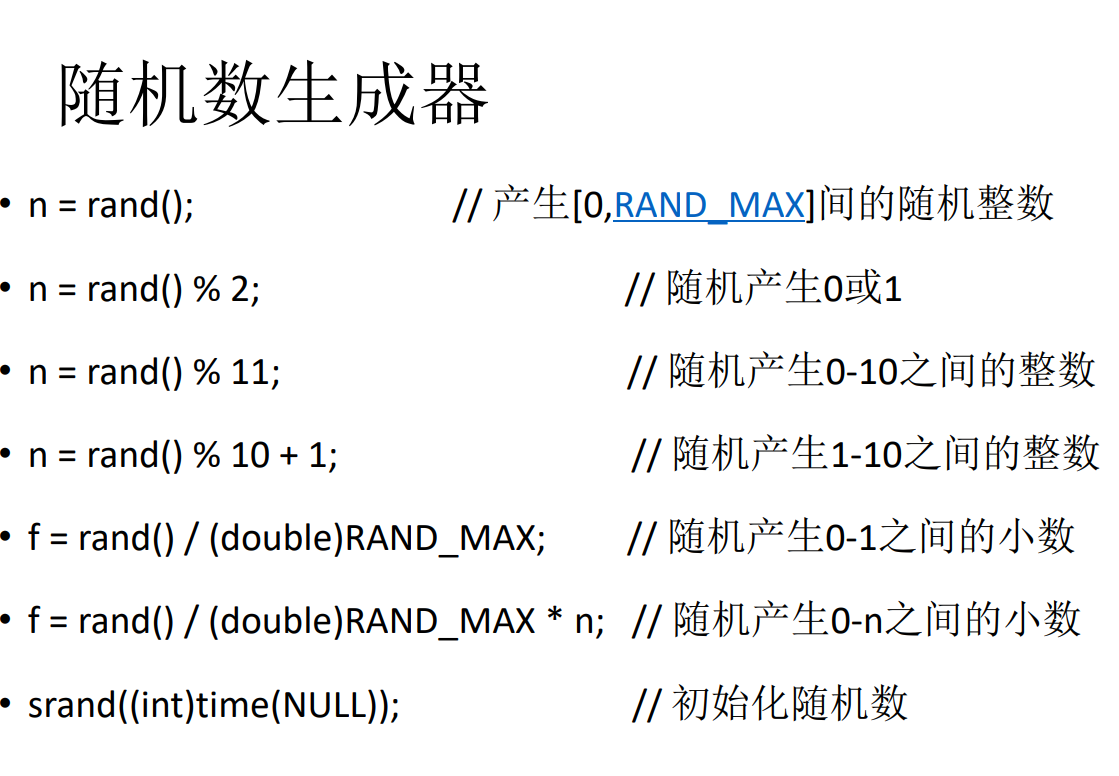 随机数生成器
• n = rand(); // 产生[0,RAND_MAX]间的随机整数
• n = rand() % 2; // 随机产生0或1
• n = rand() % 11; // 随机产生0-10之间的整数
• n = rand() % 10 + 1; // 随机产生1-10之间的整数
• f = rand() / (double)RAND_MAX; // 随机产生0-1之间的小数
• f = rand() / (double)RAND_MAX * n; // 随机产生0-n之间的小数
• srand((int)time(NULL)); // 初始化随机数